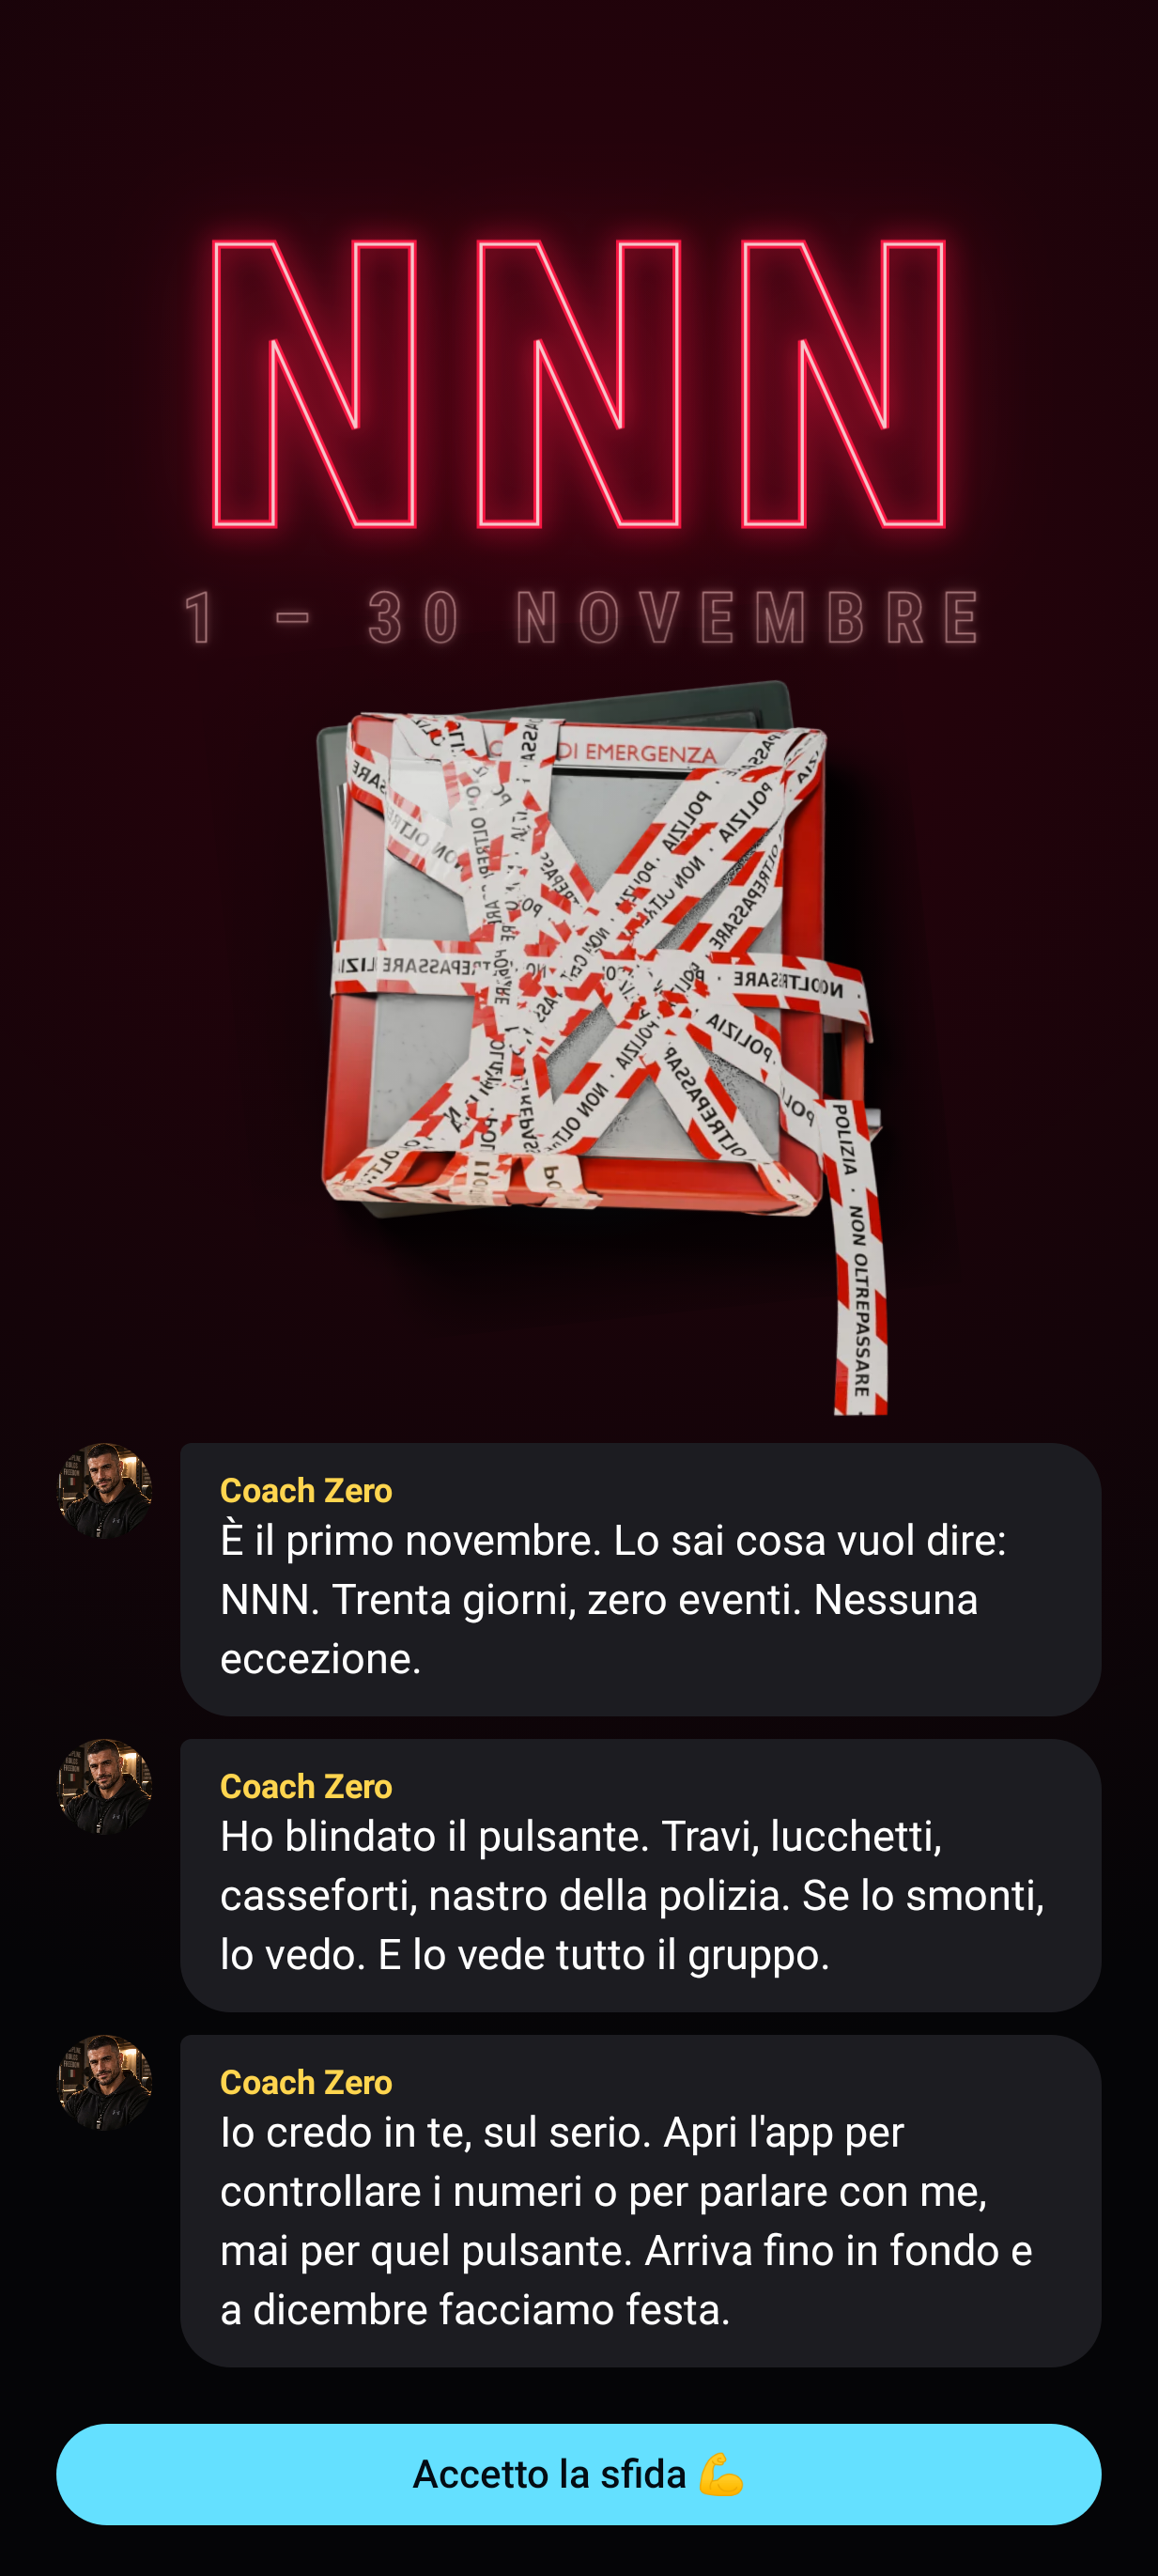 NNN
1 – 30 NOVEMBRE
DI EMERGENZA
POLIZIA · NON OLTREPASSARE
Coach Zero
È il primo novembre. Lo sai cosa vuol dire:
NNN. Trenta giorni, zero eventi. Nessuna
eccezione.
Coach Zero
Ho blindato il pulsante. Travi, lucchetti,
casseforti, nastro della polizia. Se lo smonti,
lo vedo. E lo vede tutto il gruppo.
Coach Zero
Io credo in te, sul serio. Apri l'app per
controllare i numeri o per parlare con me,
mai per quel pulsante. Arriva fino in fondo e
a dicembre facciamo festa.
Accetto la sfida 💪